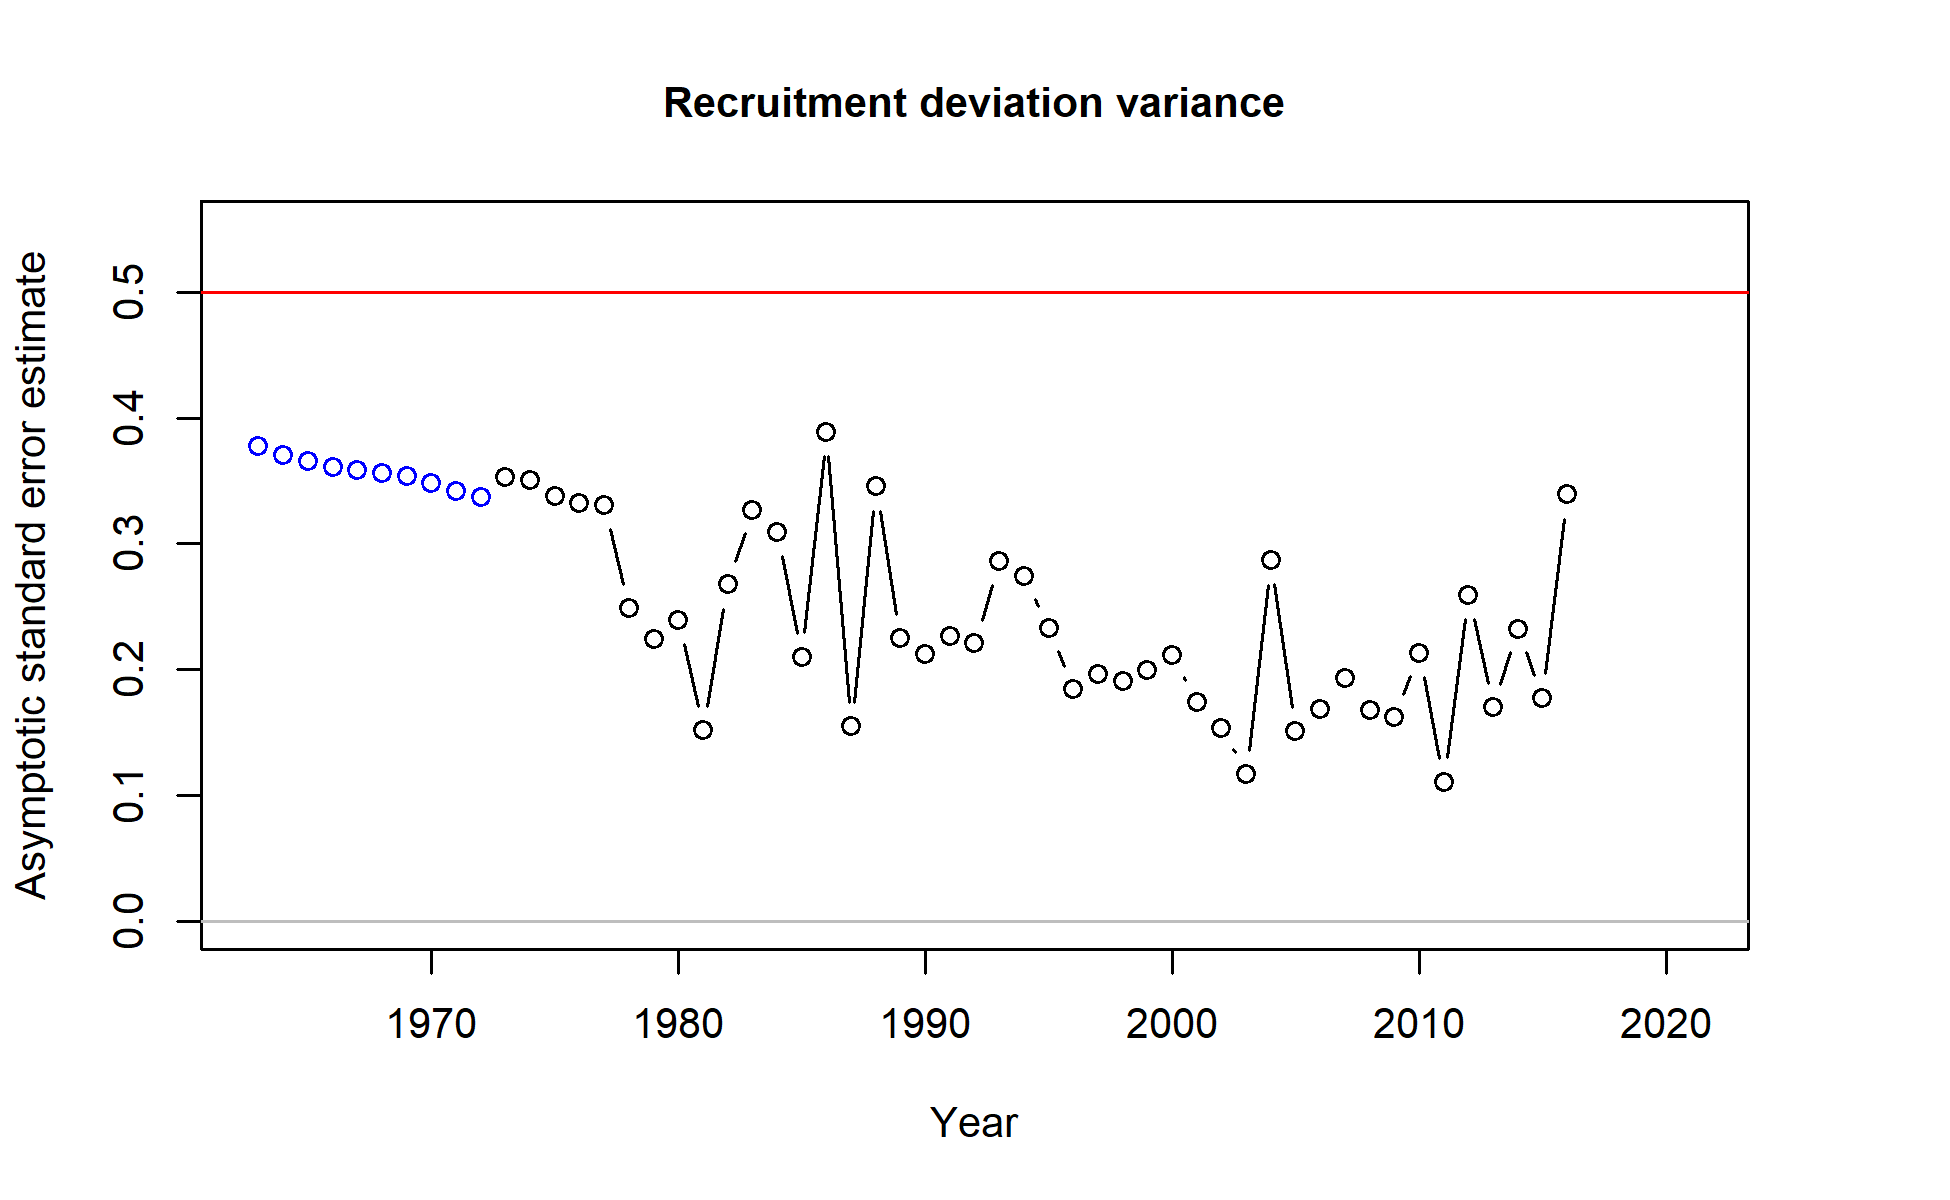 Recruitment deviation variance
Asymptotic standard error estimate
0.5
0.4
0.3
0.2
0.1
0.0
1970 1980 1990 2000 2010 2020
Year